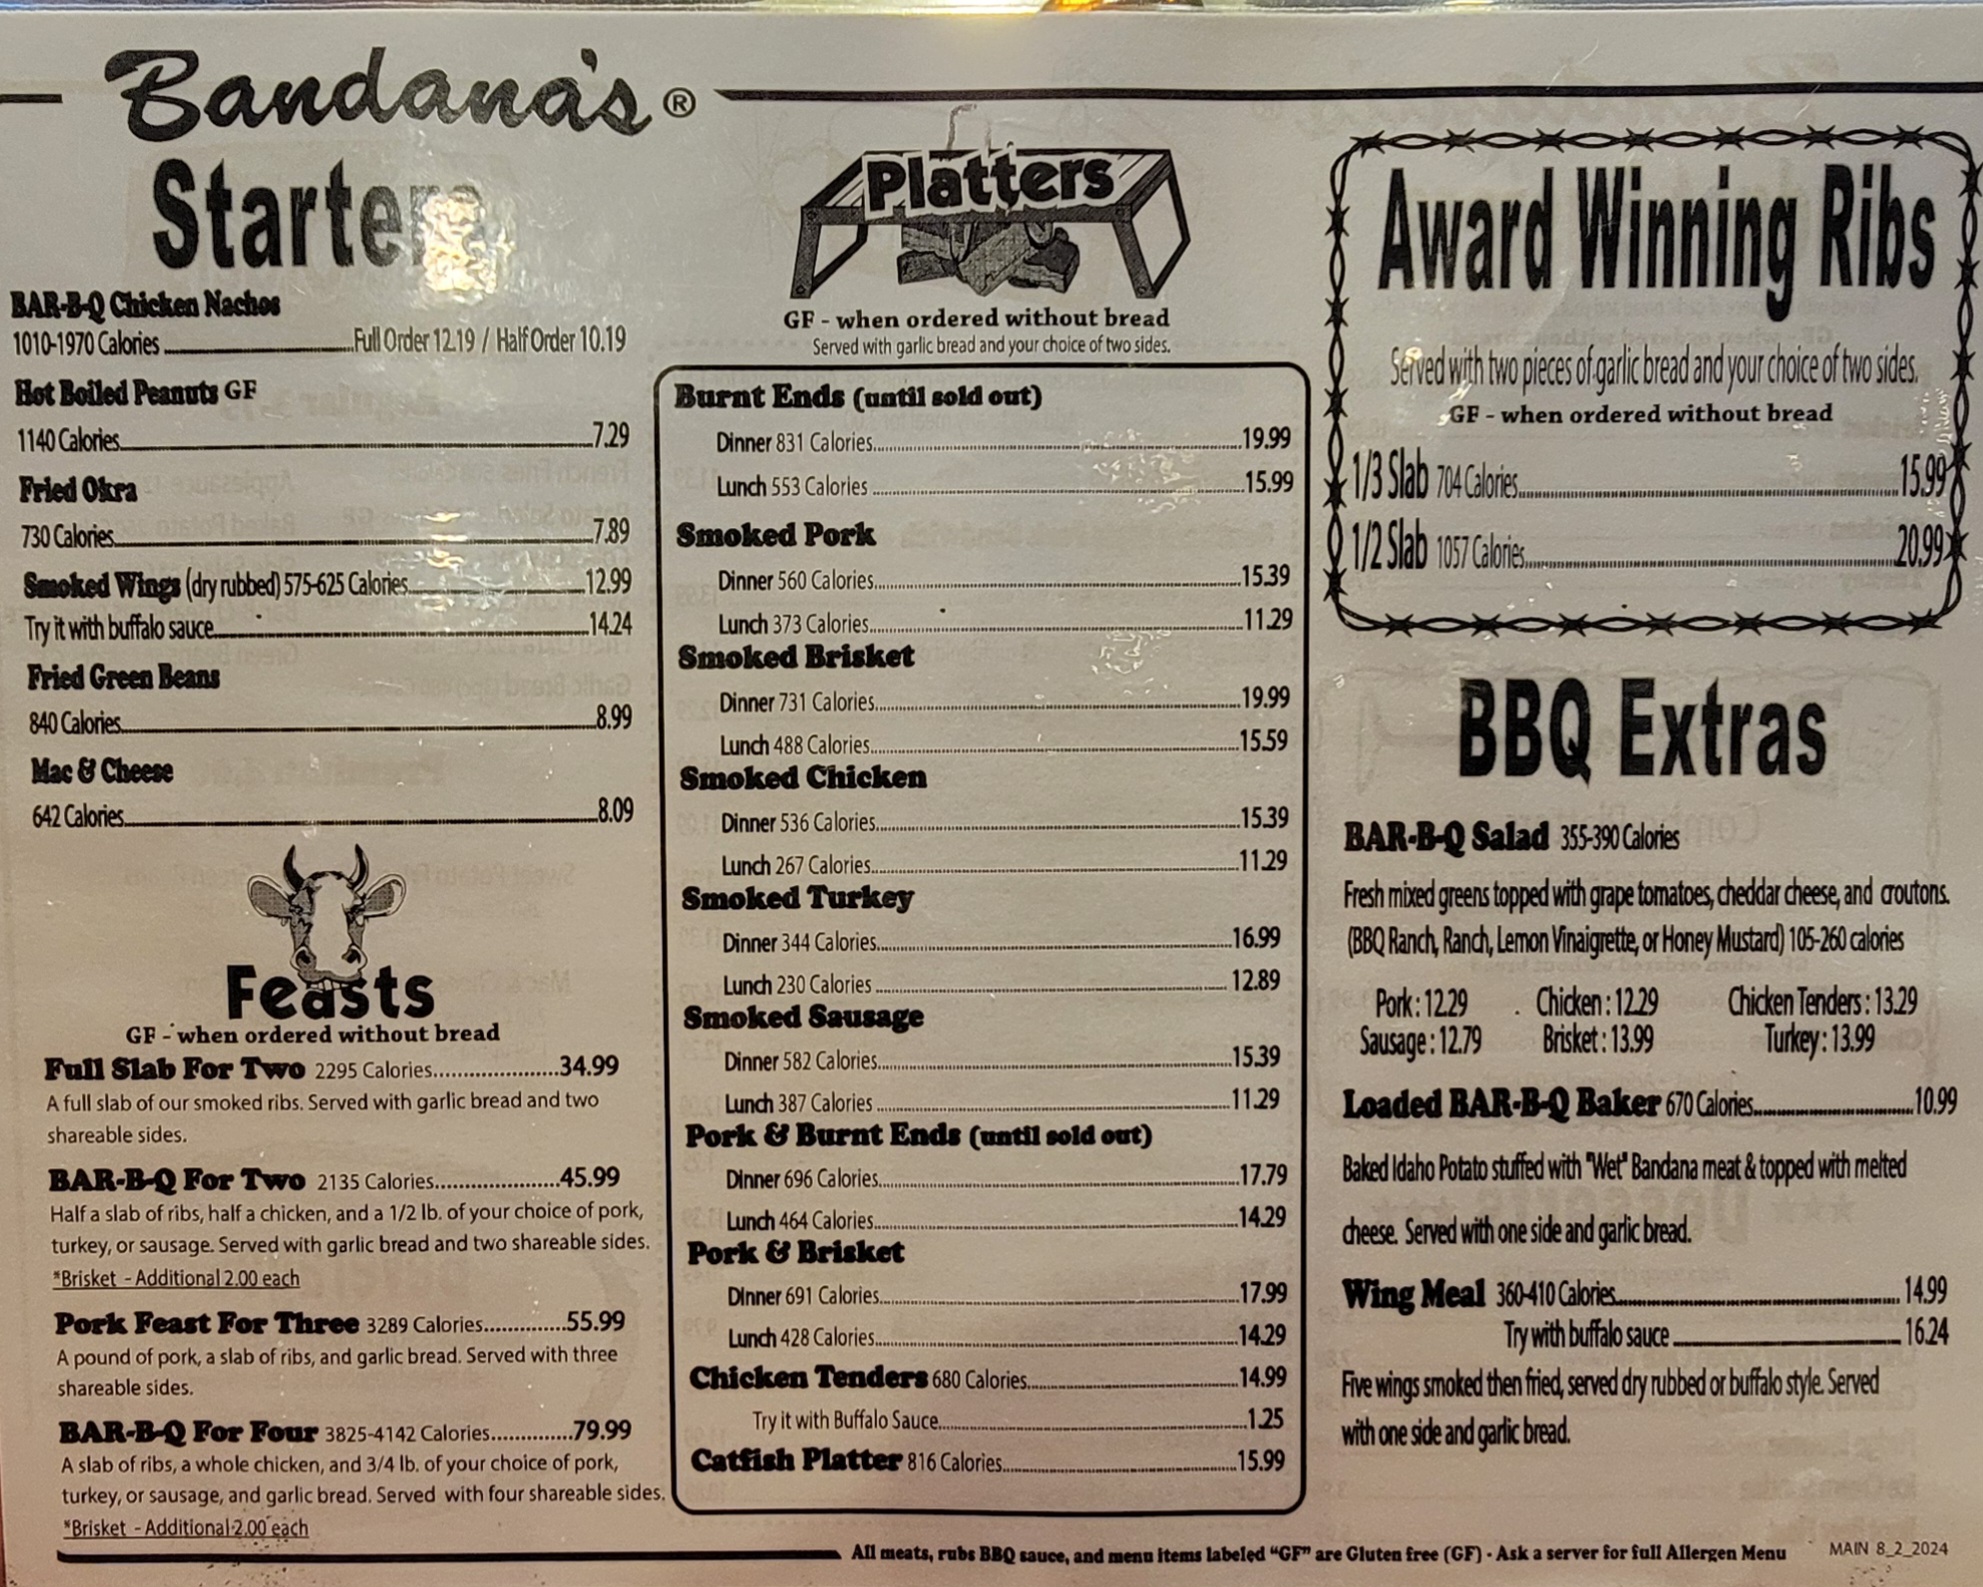 Bandana's®
Starters
BAR-B-Q Chicken Nachos
1010-1970 Calories Full Order 12.19 / Half Order 10.19
Hot Boiled Peanuts GF
1140 Calories 7.29
Fried Okra
730 Calories 7.89
Smoked Wings (dry rubbed) 575-625 Calories 12.99
Try it with buffalo sauce 14.24
Fried Green Beans
840 Calories 8.99
Mac & Cheese
642 Calories 8.09
Feasts
GF - when ordered without bread
Full Slab For Two 2295 Calories 34.99
A full slab of our smoked ribs. Served with garlic bread and two
shareable sides.
BAR-B-Q For Two 2135 Calories 45.99
Half a slab of ribs, half a chicken, and a 1/2 lb. of your choice of pork,
turkey, or sausage. Served with garlic bread and two shareable sides.
*Brisket - Additional 2.00 each
Pork Feast For Three 3289 Calories 55.99
A pound of pork, a slab of ribs, and garlic bread. Served with three
shareable sides.
BAR-B-Q For Four 3825-4142 Calories 79.99
A slab of ribs, a whole chicken, and 3/4 lb. of your choice of pork,
turkey, or sausage, and garlic bread. Served with four shareable sides.
*Brisket - Additional 2.00 each
Platters
GF - when ordered without bread
Served with garlic bread and your choice of two sides.
Burnt Ends (until sold out)
Dinner 831 Calories 19.99
Lunch 553 Calories 15.99
Smoked Pork
Dinner 560 Calories 15.39
Lunch 373 Calories 11.29
Smoked Brisket
Dinner 731 Calories 19.99
Lunch 488 Calories 15.59
Smoked Chicken
Dinner 536 Calories 15.39
Lunch 267 Calories 11.29
Smoked Turkey
Dinner 344 Calories 16.99
Lunch 230 Calories 12.89
Smoked Sausage
Dinner 582 Calories 15.39
Lunch 387 Calories 11.29
Pork & Burnt Ends (until sold out)
Dinner 696 Calories 17.79
Lunch 464 Calories 14.29
Pork & Brisket
Dinner 691 Calories 17.99
Lunch 428 Calories 14.29
Chicken Tenders 680 Calories 14.99
Try it with Buffalo Sauce 1.25
Catfish Platter 816 Calories 15.99
Award Winning Ribs
Served with two pieces of garlic bread and your choice of two sides.
GF - when ordered without bread
1/3 Slab 704 Calories 15.99
1/2 Slab 1057 Calories 20.99
BBQ Extras
BAR-B-Q Salad 355-390 Calories
Fresh mixed greens topped with grape tomatoes, cheddar cheese, and croutons.
(BBQ Ranch, Ranch, Lemon Vinaigrette, or Honey Mustard) 105-260 calories
Pork : 12.29 Chicken : 12.29 Chicken Tenders : 13.29
Sausage : 12.79 Brisket : 13.99 Turkey : 13.99
Loaded BAR-B-Q Baker 670 Calories 10.99
Baked Idaho Potato stuffed with "Wet" Bandana meat & topped with melted
cheese. Served with one side and garlic bread.
Wing Meal 360-410 Calories 14.99
Try with buffalo sauce 16.24
Five wings smoked then fried, served dry rubbed or buffalo style. Served
with one side and garlic bread.
All meats, rubs BBQ sauce, and menu items labeled "GF" are Gluten free (GF) - Ask a server for full Allergen Menu
MAIN 8_2_2024